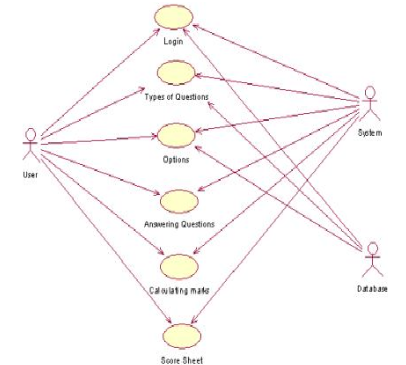 Login
Types of Questions
System
Options
User
Answering Questions
Calculating marks
Database
Score Sheet